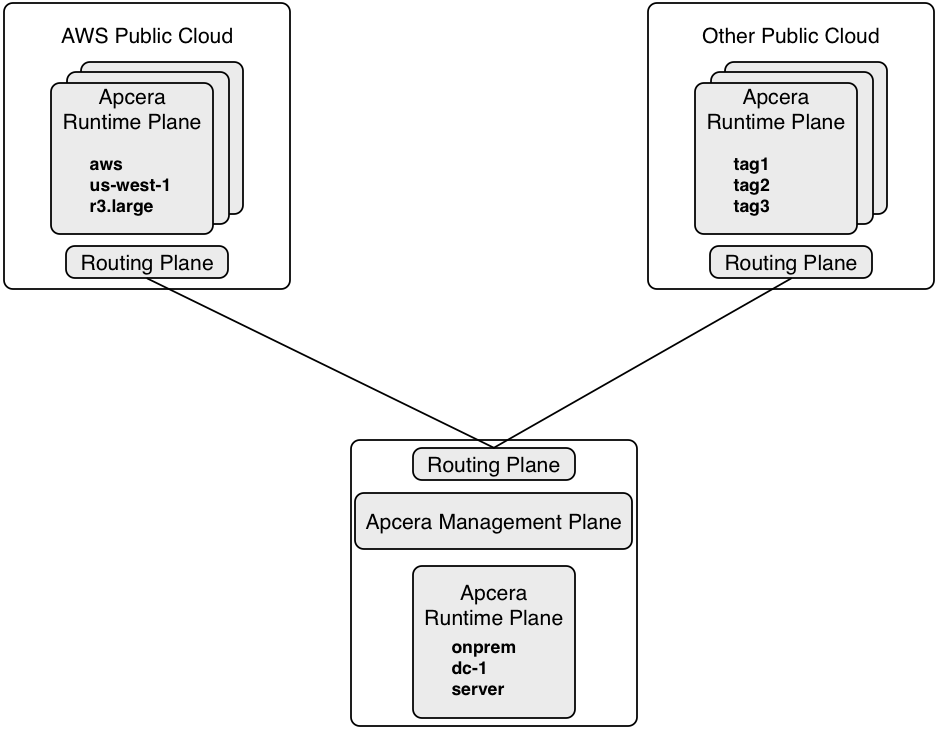 AWS Public Cloud
Apcera
Runtime Plane
aws
us-west-1
r3.large
Routing Plane
Other Public Cloud
Apcera
Runtime Plane
tag1
tag2
tag3
Routing Plane
Routing Plane
Apcera Management Plane
Apcera
Runtime Plane
onprem
dc-1
server